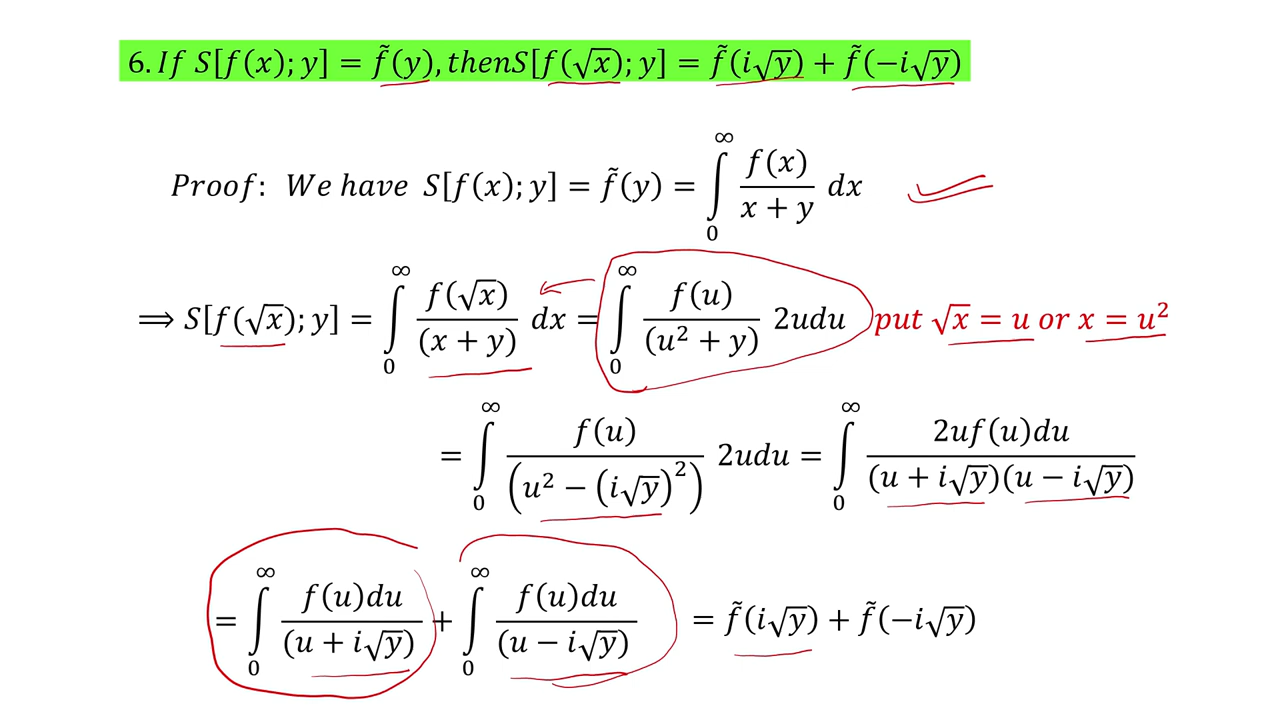 6. If S[f(x); y] = f̃(y), thenS[f(√x); y] = f̃(i√y) + f̃(−i√y)
Proof: We have S[f(x); y] = f̃(y) = ∫₀^∞ f(x)/(x + y) dx
⟹ S[f(√x); y] = ∫₀^∞ f(√x)/(x + y) dx = ∫₀^∞ f(u)/(u² + y) 2udu put √x = u or x = u²
= ∫₀^∞ f(u)/(u² − (i√y)²) 2udu = ∫₀^∞ 2uf(u)du/(u + i√y)(u − i√y)
= ∫₀^∞ f(u)du/(u + i√y) + ∫₀^∞ f(u)du/(u − i√y) = f̃(i√y) + f̃(−i√y)